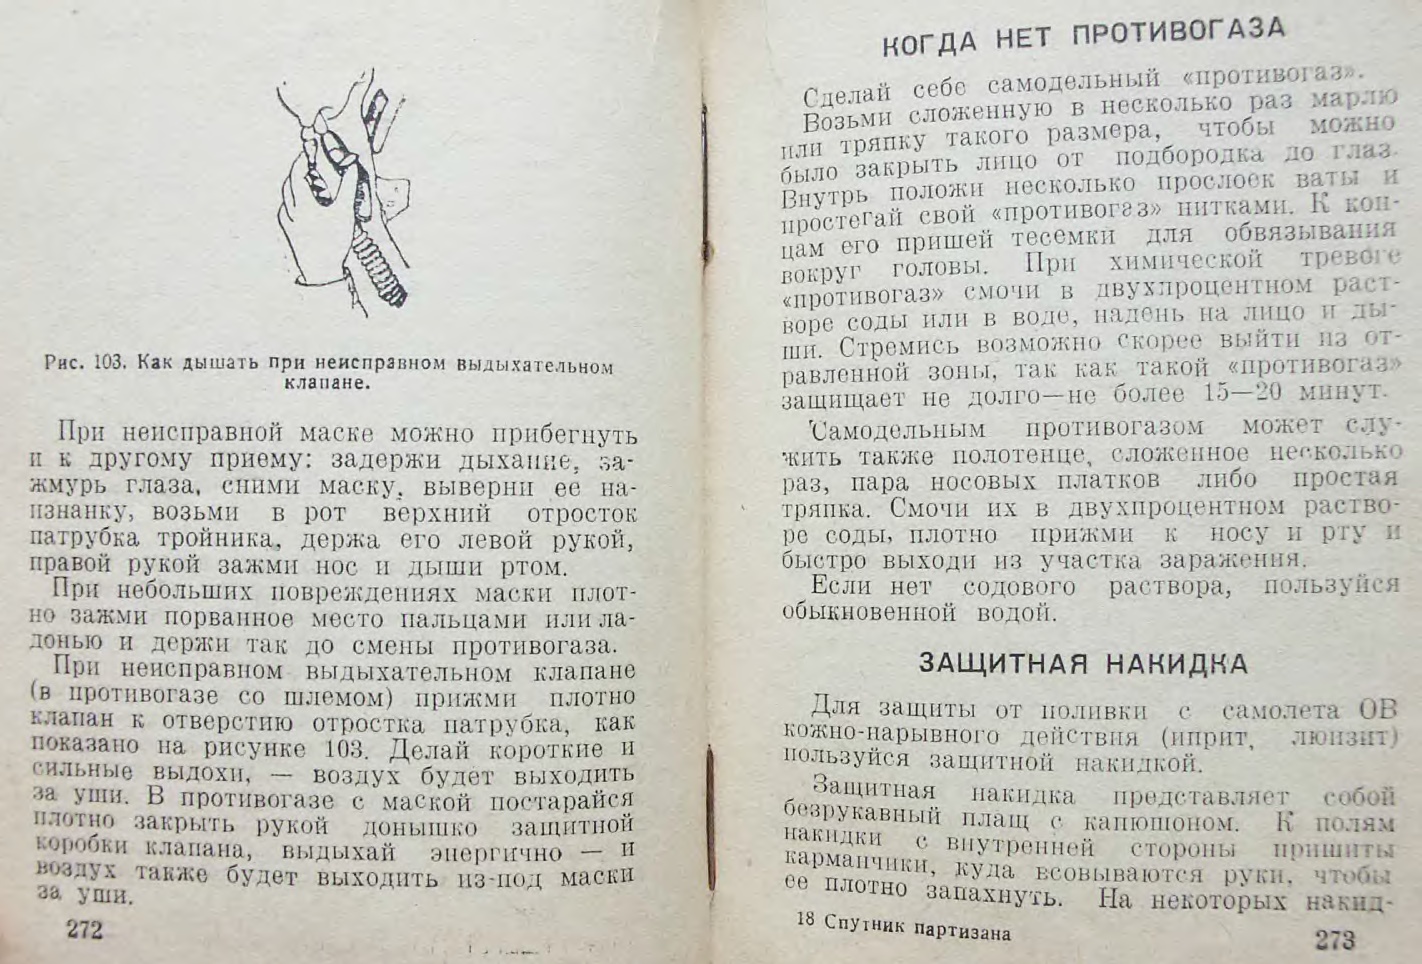 Рис. 103. Как дышать при неисправном выдыхательном
клапане.
При неисправной маске можно прибегнуть
и к другому приему: задержи дыхание, за-
жмурь глаза, сними маску, выверни ее на-
изнанку, возьми в рот верхний отросток
патрубка тройника, держа его левой рукой,
правой рукой зажми нос и дыши ртом.
При небольших повреждениях маски плот-
но зажми порванное место пальцами или ла-
донью и держи так до смены противогаза.
При неисправном выдыхательном клапане
(в противогазе со шлемом) прижми плотно
клапан к отверстию отростка патрубка, как
показано на рисунке 103. Делай короткие и
сильные выдохи, — воздух будет выходить
за уши. В противогазе с маской постарайся
плотно закрыть рукой донышко защитной
коробки клапана, выдыхай энергично — и
воздух также будет выходить из-под маски
за уши.
272
КОГДА НЕТ ПРОТИВОГАЗА
Сделай себе самодельный «противогаз».
Возьми сложенную в несколько раз марлю
или тряпку такого размера, чтобы можно
было закрыть лицо от подбородка до глаз.
Внутрь положи несколько прослоек ваты и
простегай свой «противогаз» нитками. К кон-
цам его пришей тесемки для обвязывания
вокруг головы. При химической тревоге
«противогаз» смочи в двухпроцентном раст-
воре соды или в воде, надень на лицо и ды-
ши. Стремись возможно скорее выйти из от-
равленной зоны, так как такой «противогаз»
защищает не долго—не более 15—20 минут.
Самодельным противогазом может слу-
жить также полотенце, сложенное несколько
раз, пара носовых платков либо простая
тряпка. Смочи их в двухпроцентном раство-
ре соды, плотно прижми к носу и рту и
быстро выходи из участка заражения.
Если нет содового раствора, пользуйся
обыкновенной водой.
ЗАЩИТНАЯ НАКИДКА
Для защиты от поливки с самолета ОВ
кожно-нарывного действия (иприт, люизит)
пользуйся защитной накидкой.
Защитная накидка представляет собой
безрукавный плащ с капюшоном. К полям
накидки с внутренней стороны пришиты
карманчики, куда всовываются руки, чтобы
ее плотно запахнуть. На некоторых накид-
18 Спутник партизана
273